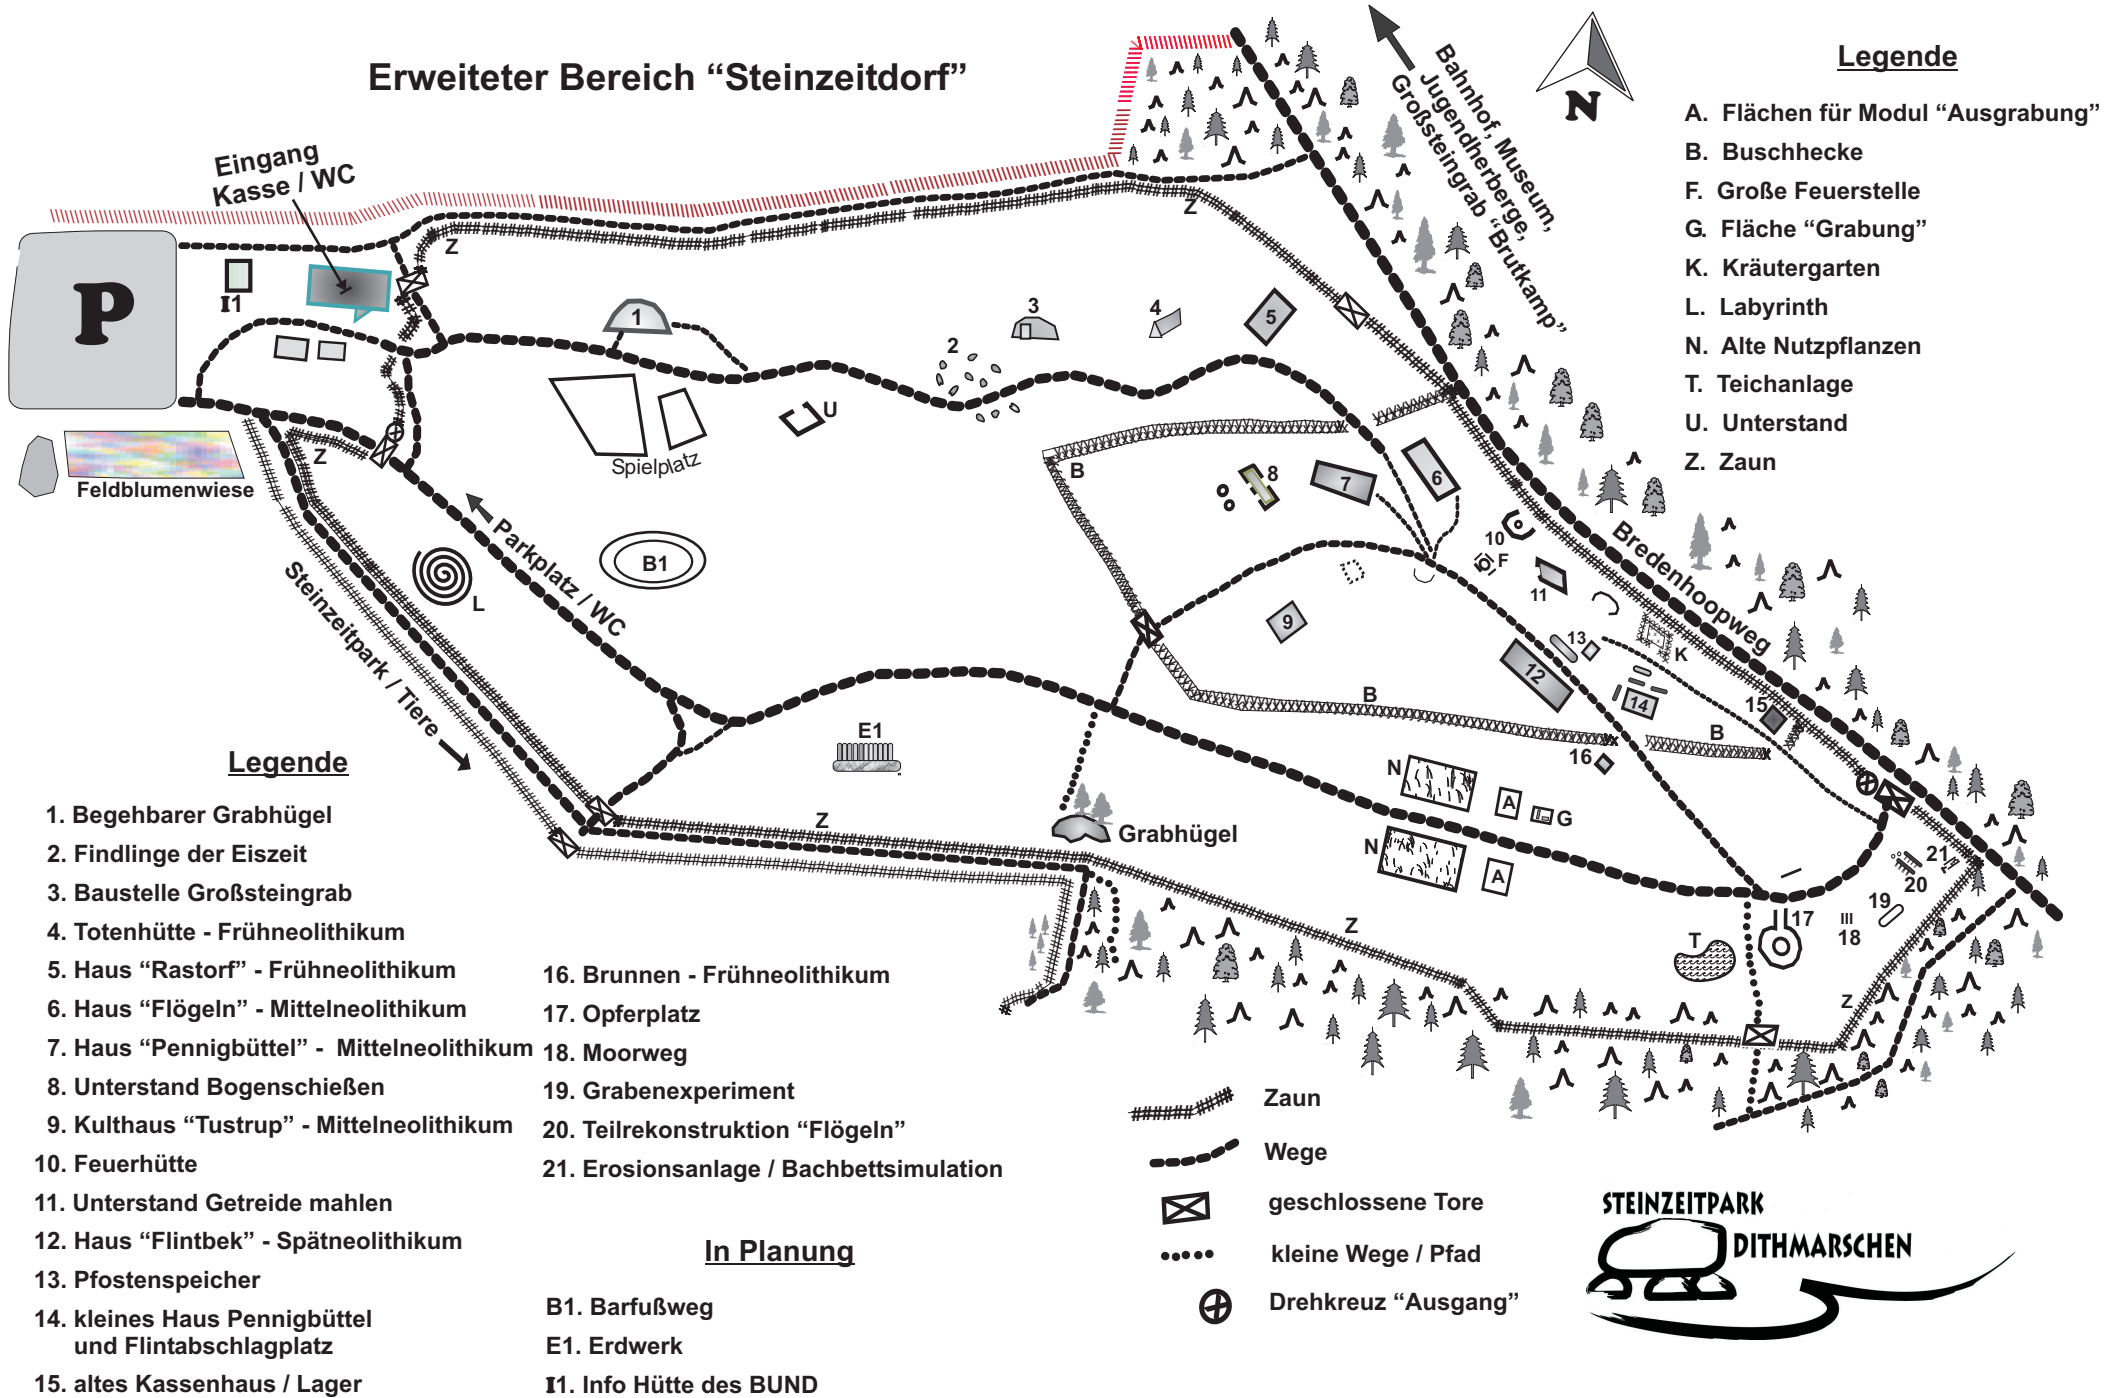 Erweiteter Bereich “Steinzeitdorf”
Eingang
Kasse / WC
P
I1
Feldblumenwiese
Z
Z
Z
1
2
3
4
5
Spielplatz
U
B1
L
Parkplatz / WC
Steinzeitpark / Tiere
B
8
7
6
10
F
11
9
12
13
K
14
15
B
B
16
E1
Z
Grabhügel
N
A
G
N
A
Z
T
17
18
19
20
21
Z
Bredenhoopweg
Bahnhof, Museum,
Jugendherberge,
Großsteingrab “Brutkamp”
N
Legende
A. Flächen für Modul “Ausgrabung”
B. Buschhecke
F. Große Feuerstelle
G. Fläche “Grabung”
K. Kräutergarten
L. Labyrinth
N. Alte Nutzpflanzen
T. Teichanlage
U. Unterstand
Z. Zaun
Legende
1. Begehbarer Grabhügel
2. Findlinge der Eiszeit
3. Baustelle Großsteingrab
4. Totenhütte - Frühneolithikum
5. Haus “Rastorf” - Frühneolithikum
6. Haus “Flögeln” - Mittelneolithikum
7. Haus “Pennigbüttel” - Mittelneolithikum
8. Unterstand Bogenschießen
9. Kulthaus “Tustrup” - Mittelneolithikum
10. Feuerhütte
11. Unterstand Getreide mahlen
12. Haus “Flintbek” - Spätneolithikum
13. Pfostenspeicher
14. kleines Haus Pennigbüttel
und Flintabschlagplatz
15. altes Kassenhaus / Lager
16. Brunnen - Frühneolithikum
17. Opferplatz
18. Moorweg
19. Grabenexperiment
20. Teilrekonstruktion “Flögeln”
21. Erosionsanlage / Bachbettsimulation
In Planung
B1. Barfußweg
E1. Erdwerk
I1. Info Hütte des BUND
Zaun
Wege
geschlossene Tore
kleine Wege / Pfad
Drehkreuz “Ausgang”
STEINZEITPARK
DITHMARSCHEN